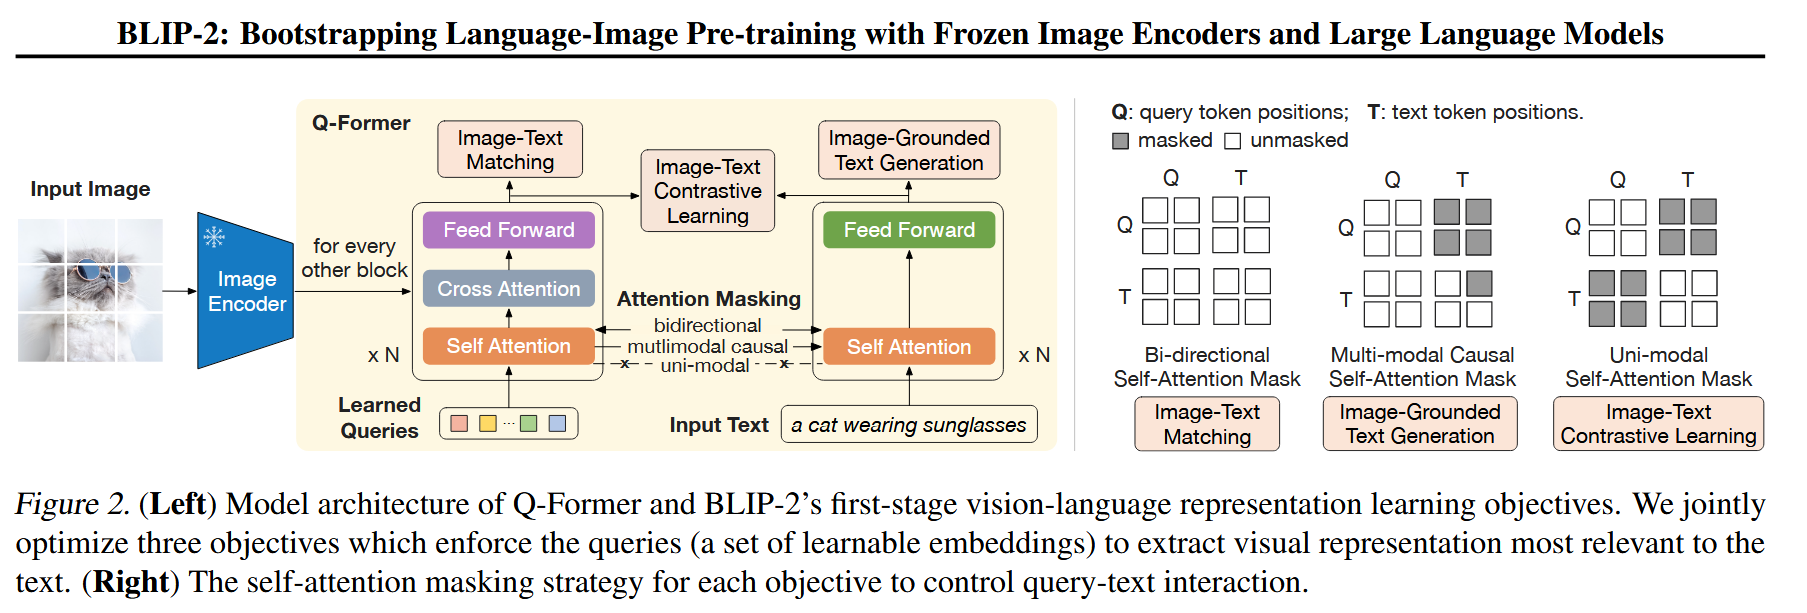 BLIP-2: Bootstrapping Language-Image Pre-training with Frozen Image Encoders and Large Language Models
Q-Former
Input Image
Image
Encoder
for every
other block
Image-Text
Matching
Image-Text
Contrastive
Learning
Image-Grounded
Text Generation
Feed Forward
Cross Attention
Self Attention
x N
Attention Masking
bidirectional
mutlimodal causal
x uni-modal x
Feed Forward
Self Attention
x N
Learned
Queries
...
Input Text
a cat wearing sunglasses
Q: query token positions; T: text token positions.
masked unmasked
Q T
Q
T
Bi-directional
Self-Attention Mask
Image-Text
Matching
Q T
Q
T
Multi-modal Causal
Self-Attention Mask
Image-Grounded
Text Generation
Q T
Q
T
Uni-modal
Self-Attention Mask
Image-Text
Contrastive Learning
Figure 2. (Left) Model architecture of Q-Former and BLIP-2's first-stage vision-language representation learning objectives. We jointly
optimize three objectives which enforce the queries (a set of learnable embeddings) to extract visual representation most relevant to the
text. (Right) The self-attention masking strategy for each objective to control query-text interaction.